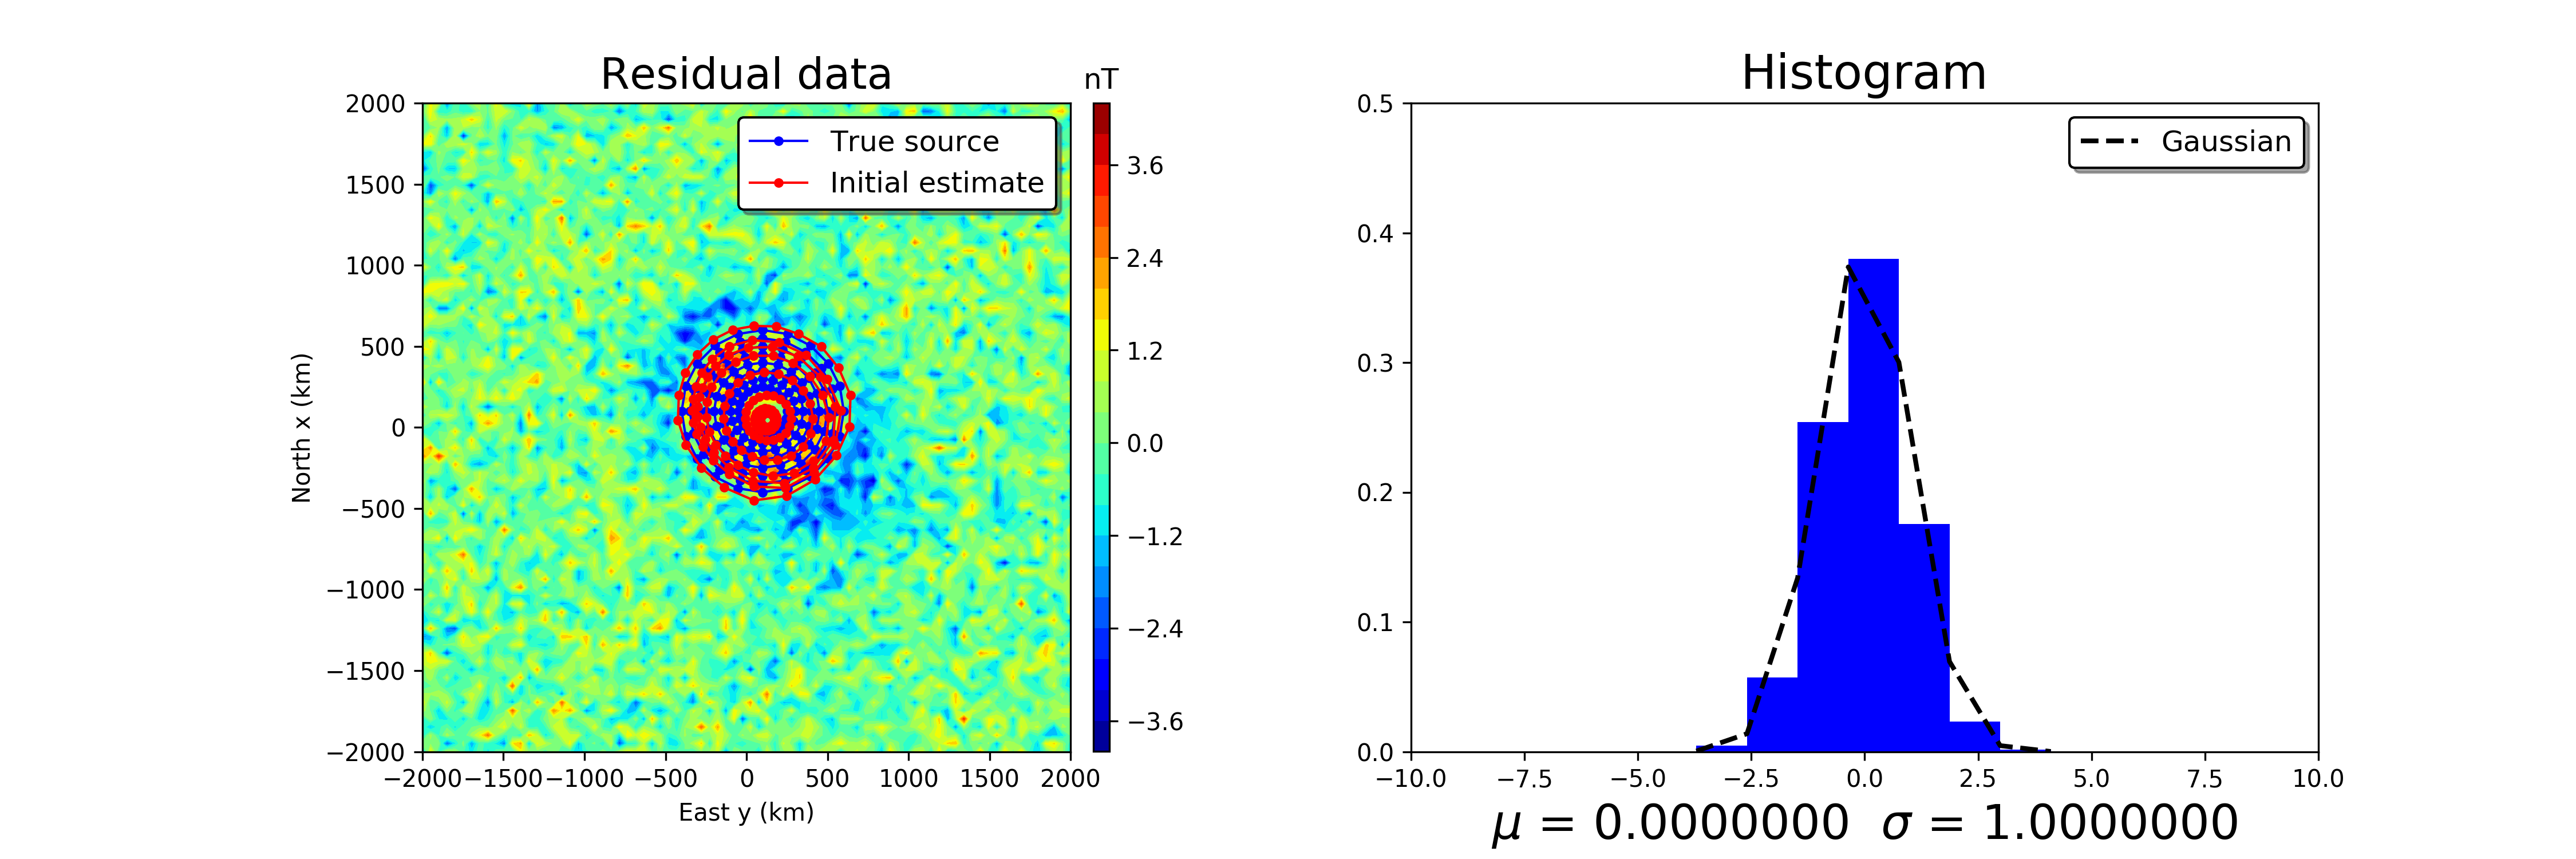 Residual data
nT
2000
1500
1000
500
0
−500
−1000
−1500
−2000
North x (km)
True source
Initial estimate
−2000 −1500 −1000 −500 0 500 1000 1500 2000
East y (km)
3.6
2.4
1.2
0.0
−1.2
−2.4
−3.6
Histogram
0.5
0.4
0.3
0.2
0.1
0.0
Gaussian
−10.0 −7.5 −5.0 −2.5 0.0 2.5 5.0 7.5 10.0
μ = 0.0000000 σ = 1.0000000